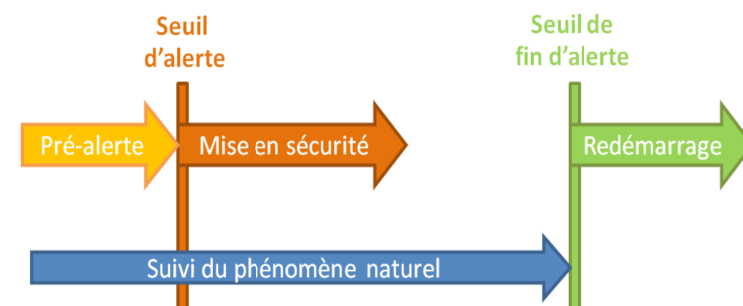 Seuil
d'alerte
Seuil de
fin d'alerte
Pré-alerte
Mise en sécurité
Redémarrage
Suivi du phénomène naturel